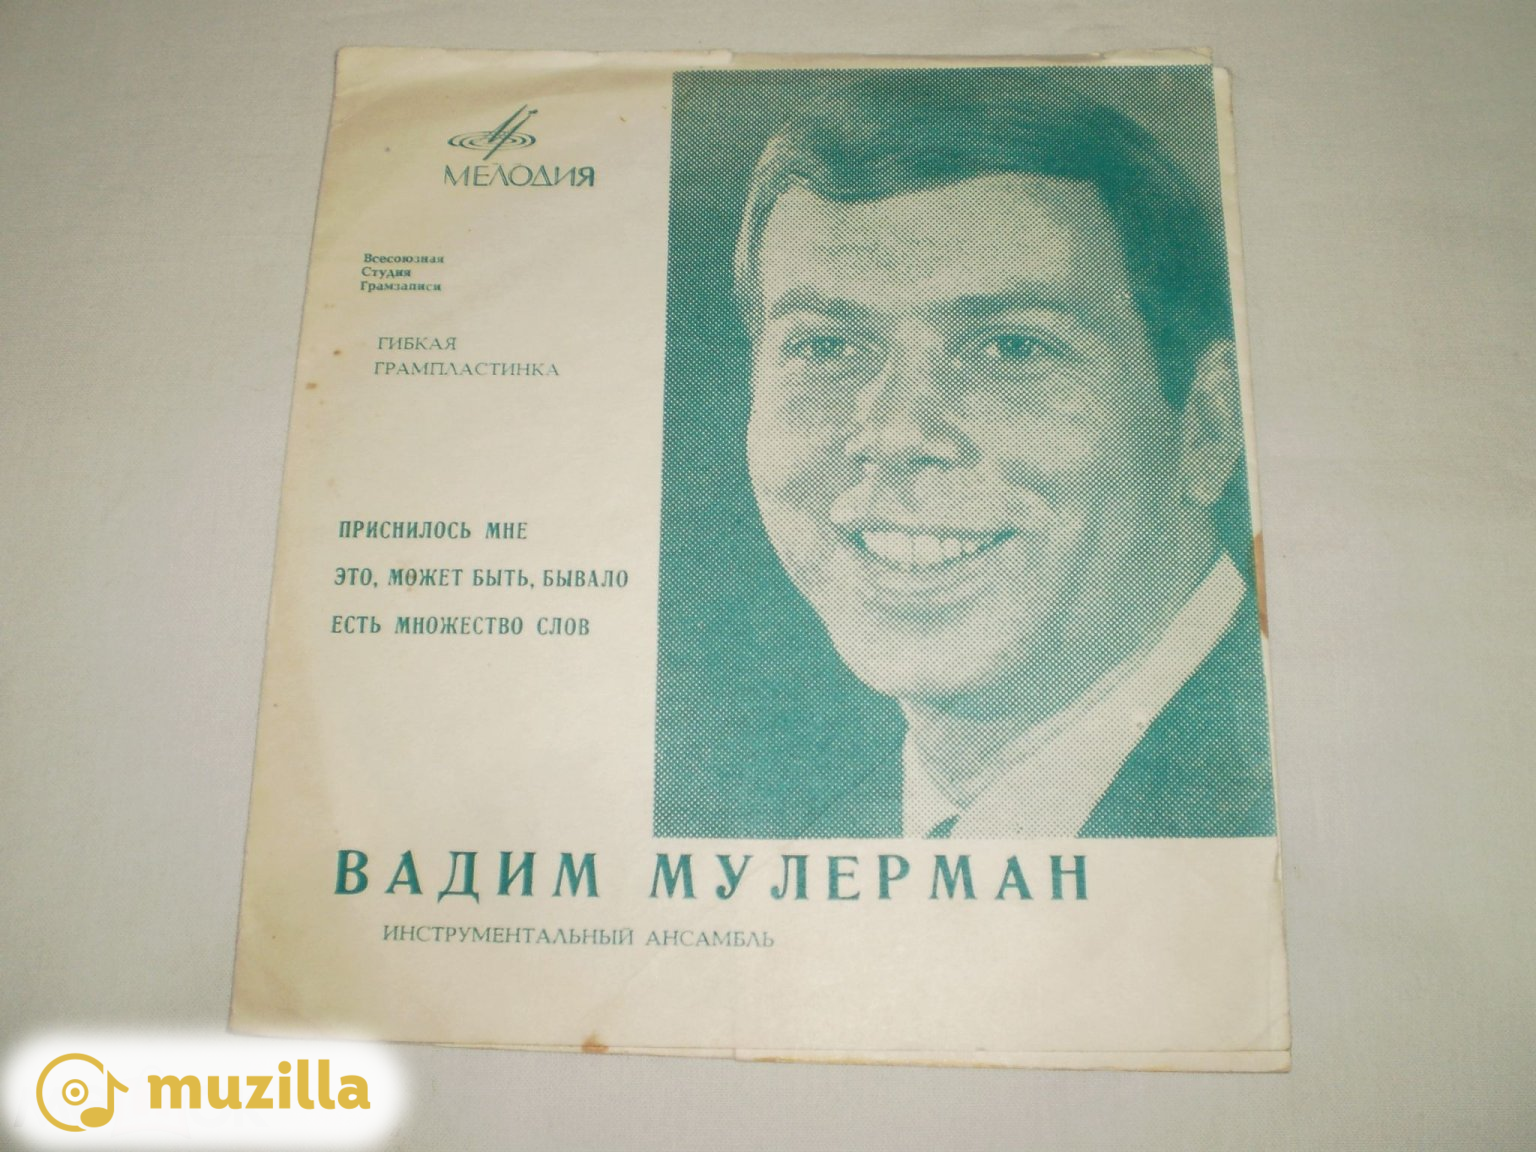 МЕЛОДИЯ
Всесоюзная
Студия
Грамзаписи
ГИБКАЯ
ГРАМПЛАСТИНКА
ПРИСНИЛОСЬ МНЕ
ЭТО, МОЖЕТ БЫТЬ, БЫВАЛО
ЕСТЬ МНОЖЕСТВО СЛОВ
ВАДИМ МУЛЕРМАН
ИНСТРУМЕНТАЛЬНЫЙ АНСАМБЛЬ
muzilla